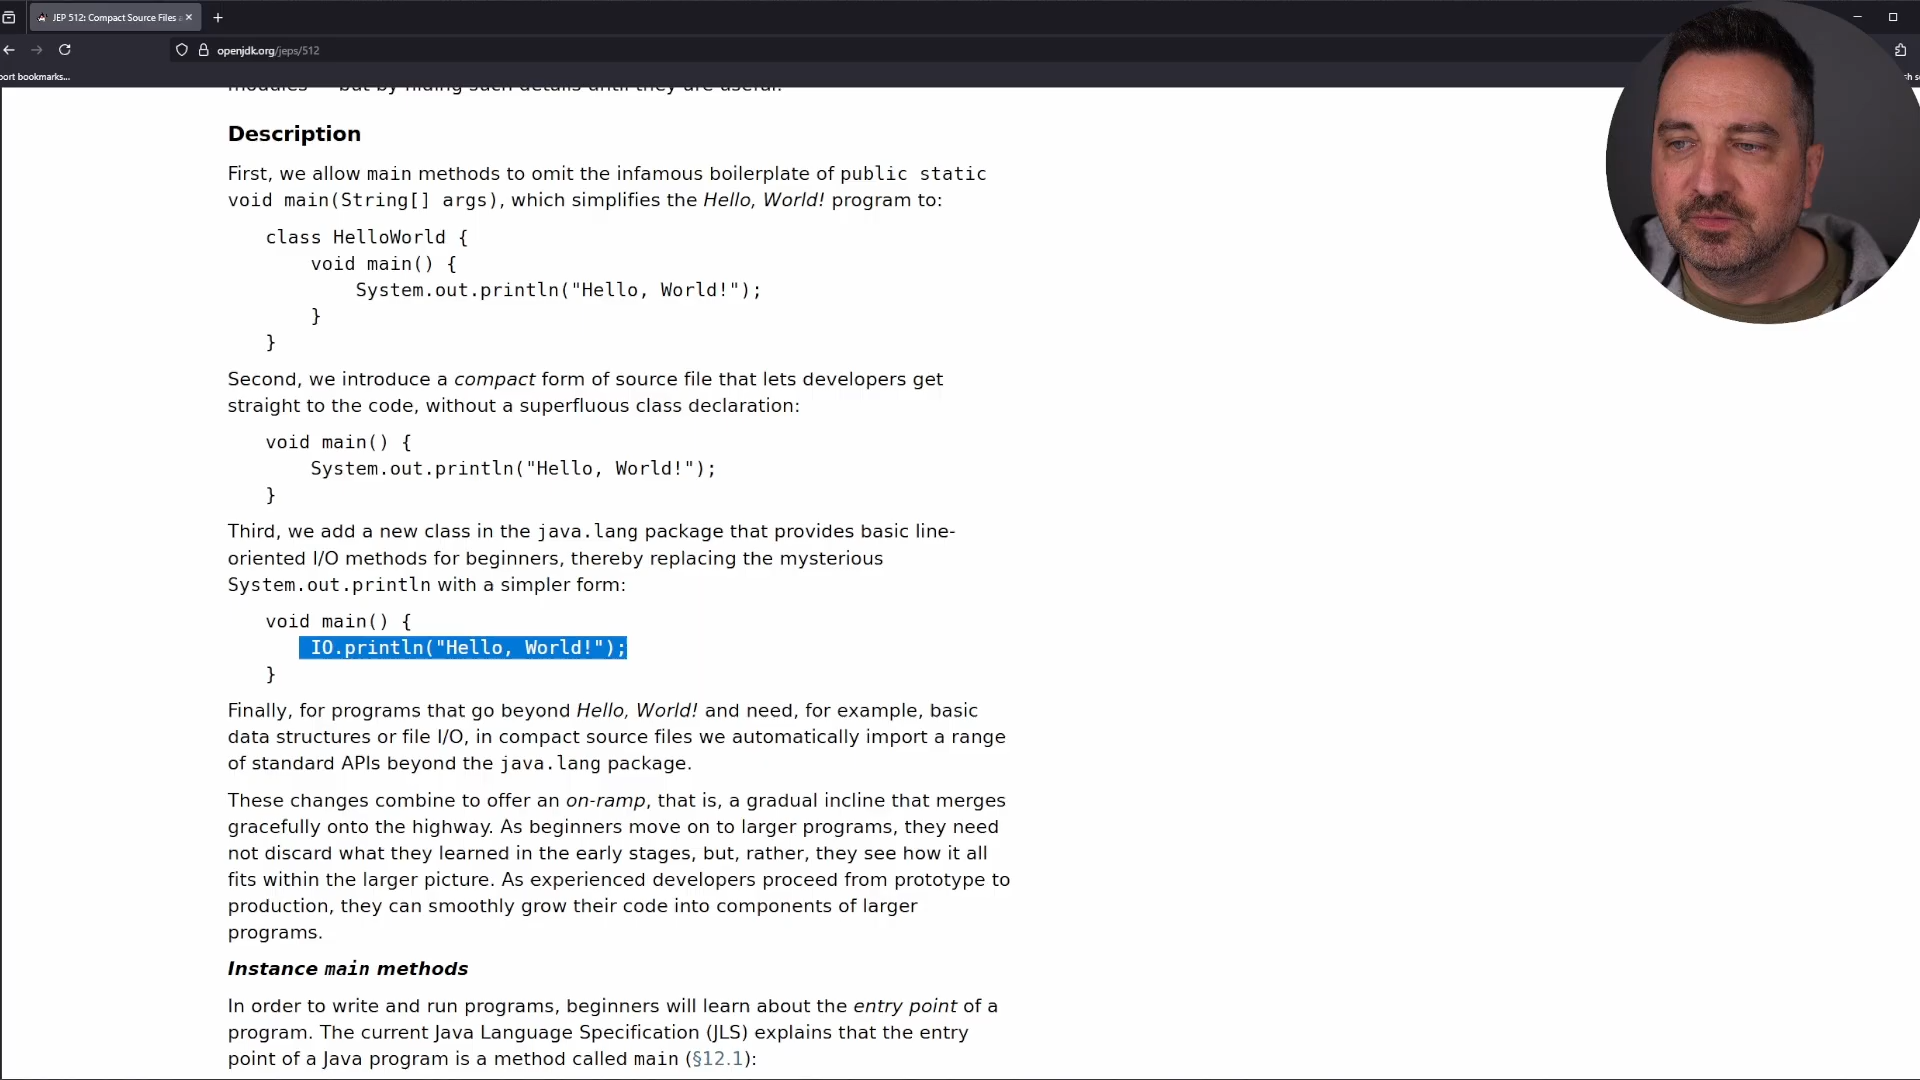 JEP 512: Compact Source Files
openjdk.org/jeps/512
port bookmarks...
modules — but by hiding such details until they are useful.
Description
First, we allow main methods to omit the infamous boilerplate of public static
void main(String[] args), which simplifies the Hello, World! program to:
class HelloWorld {
void main() {
System.out.println("Hello, World!");
}
}
Second, we introduce a compact form of source file that lets developers get
straight to the code, without a superfluous class declaration:
void main() {
System.out.println("Hello, World!");
}
Third, we add a new class in the java.lang package that provides basic line-
oriented I/O methods for beginners, thereby replacing the mysterious
System.out.println with a simpler form:
void main() {
IO.println("Hello, World!");
}
Finally, for programs that go beyond Hello, World! and need, for example, basic
data structures or file I/O, in compact source files we automatically import a range
of standard APIs beyond the java.lang package.
These changes combine to offer an on-ramp, that is, a gradual incline that merges
gracefully onto the highway. As beginners move on to larger programs, they need
not discard what they learned in the early stages, but, rather, they see how it all
fits within the larger picture. As experienced developers proceed from prototype to
production, they can smoothly grow their code into components of larger
programs.
Instance main methods
In order to write and run programs, beginners will learn about the entry point of a
program. The current Java Language Specification (JLS) explains that the entry
point of a Java program is a method called main (§12.1):